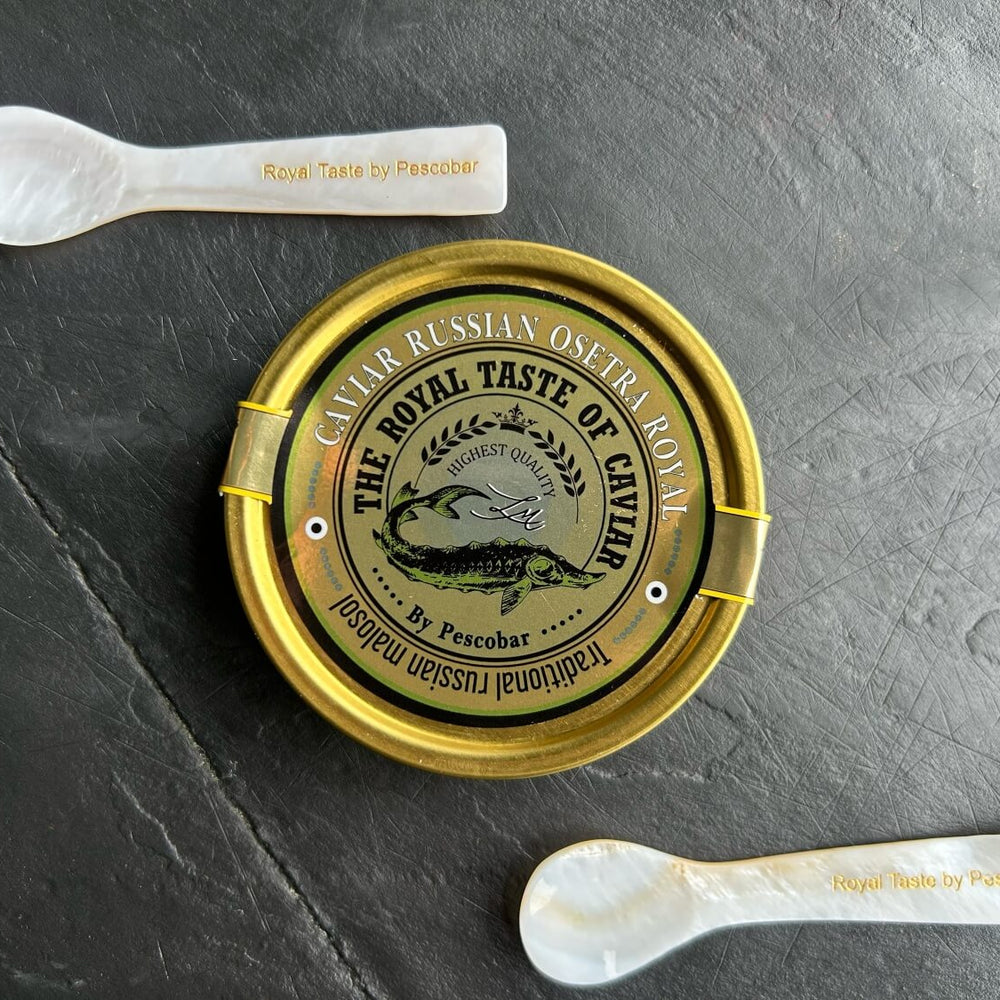 Royal Taste by Pescobar
CAVIAR RUSSIAN OSETRA ROYAL
THE ROYAL TASTE OF CAVIAR
HIGHEST QUALITY
By Pescobar
Traditional russian malosol
Royal Taste by Pes